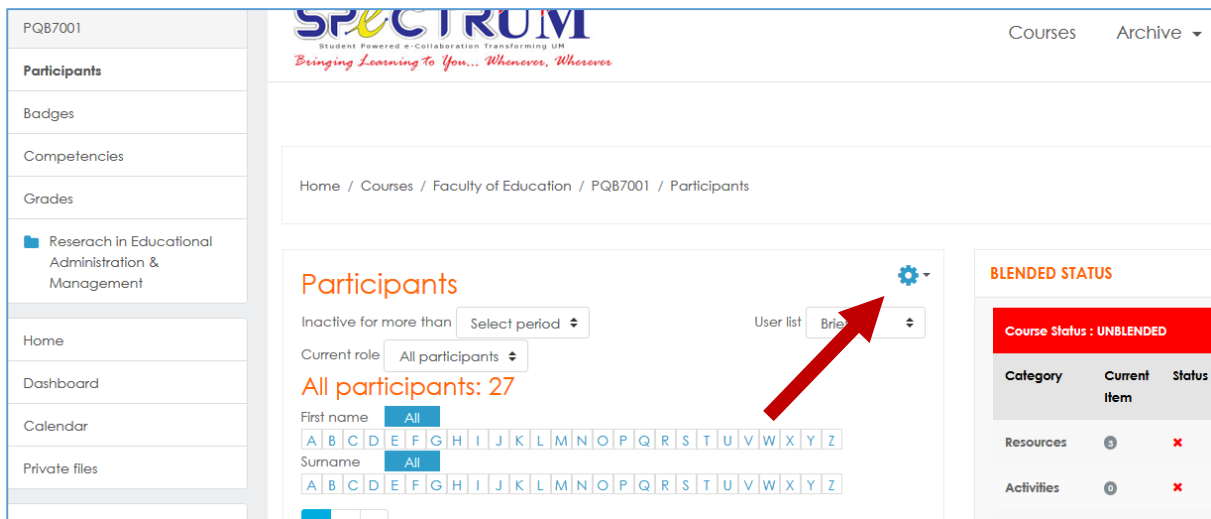 PQB7001
Participants
Badges
Competencies
Grades
Reserach in Educational
Administration &
Management
Home
Dashboard
Calendar
Private files
SPeCTRUM
Student Powered e-Collaboration Transforming UM
Bringing Learning to You... Whenever, Wherever
Courses
Archive
Home / Courses / Faculty of Education / PQB7001 / Participants
Participants
Inactive for more than Select period
User list
Current role All participants
All participants: 27
First name All
A B C D E F G H I J K L M N O P Q R S T U V W X Y Z
Surname All
A B C D E F G H I J K L M N O P Q R S T U V W X Y Z
BLENDED STATUS
Course Status : UNBLENDED
Category Current Status
Item
Resources 3
Activities 0